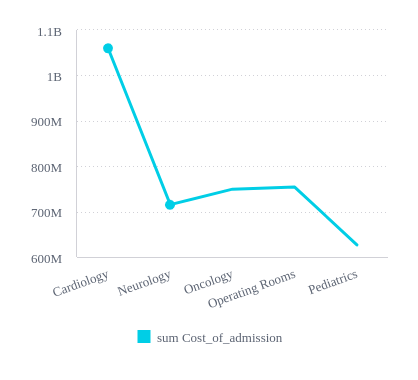 1.1B
1B
900M
800M
700M
600M
Cardiology
Neurology
Oncology
Operating Rooms
Pediatrics
sum Cost_of_admission